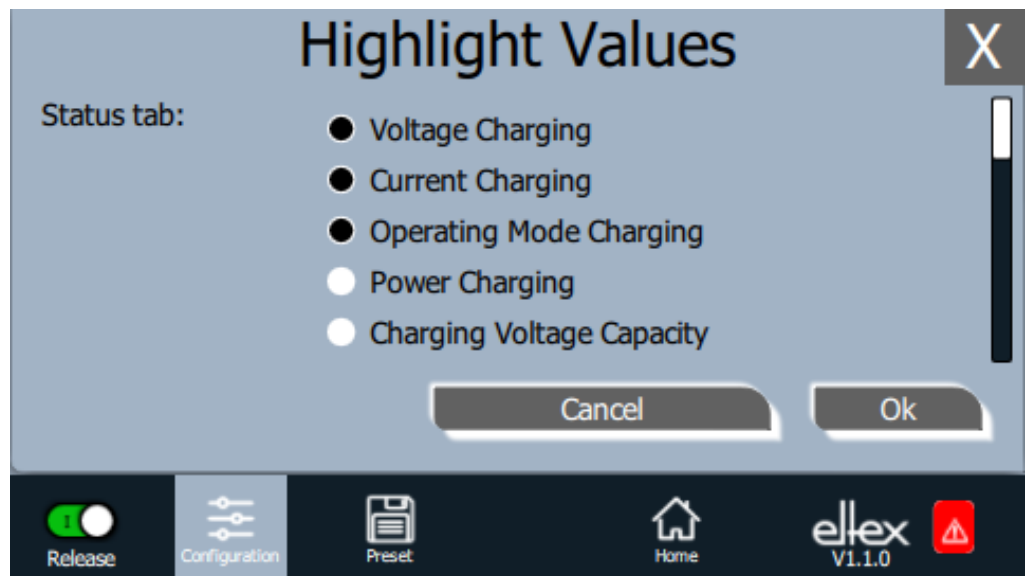 Highlight Values
X
Status tab:
Voltage Charging
Current Charging
Operating Mode Charging
Power Charging
Charging Voltage Capacity
Cancel
Ok
I
Release
Configuration
Preset
Home
eltex
V1.1.0